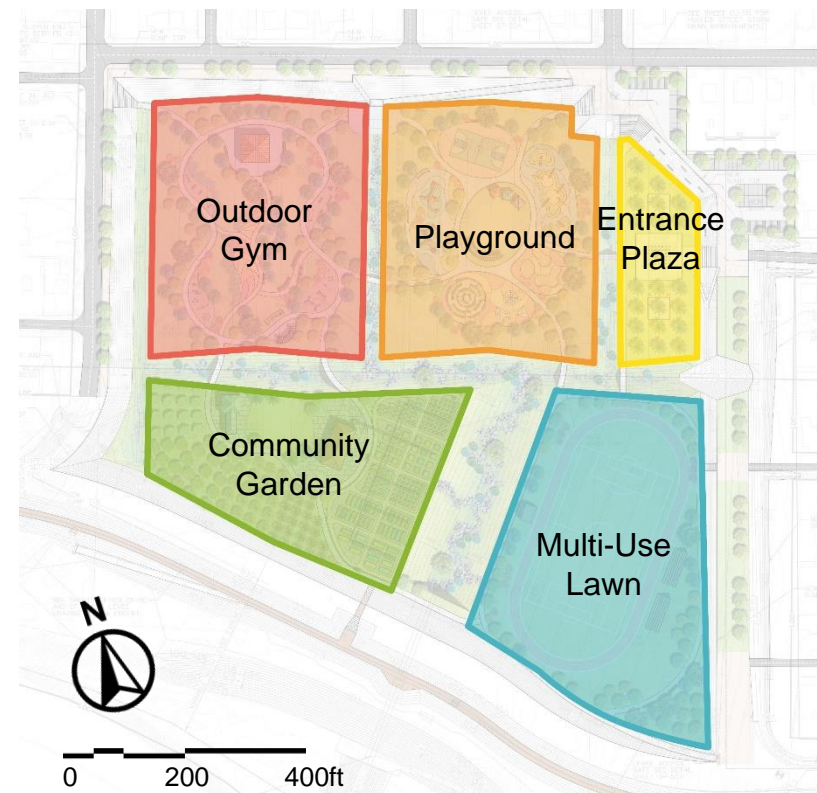 Outdoor
Gym
Playground
Entrance
Plaza
Community
Garden
Multi-Use
Lawn
N
0 200 400ft